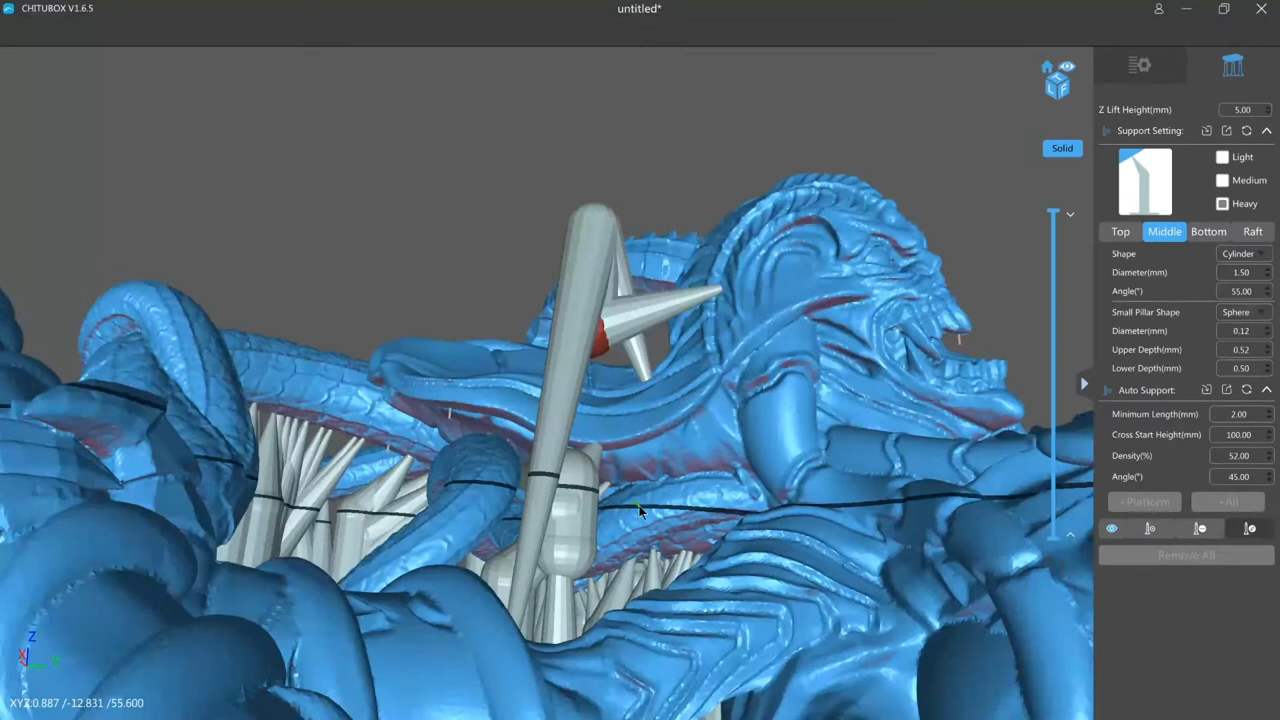 CHITUBOX V1.6.5
untitled*
Z Lift Height(mm) 5.00
Support Setting:
Light
Medium
Heavy
Top Middle Bottom Raft
Shape Cylinder
Diameter(mm) 1.50
Angle(°) 55.00
Small Pillar Shape Sphere
Diameter(mm) 0.12
Upper Depth(mm) 0.52
Lower Depth(mm) 0.50
Auto Support:
Minimum Length(mm) 2.00
Cross Start Height(mm) 100.00
Density(%) 52.00
Angle(°) 45.00
+Platform +All
Remove All
Solid
T
L F
Z
X Y
XYZ:0.887 /-12.831 /55.600